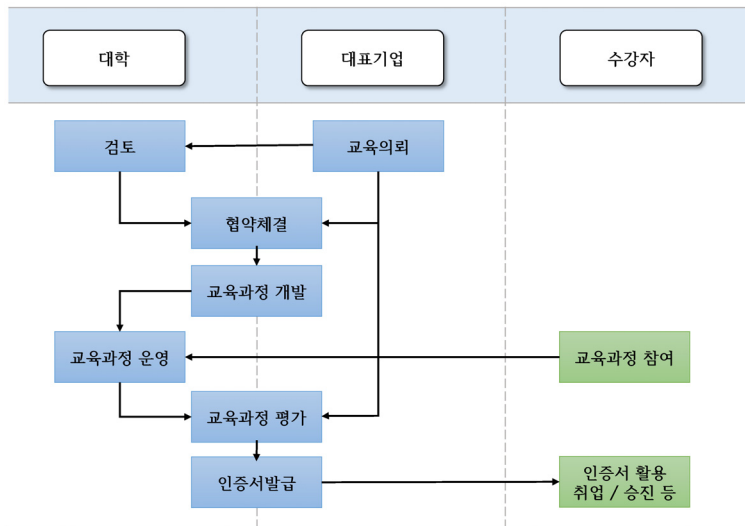 대학
대표기업
수강자
검토
교육의뢰
협약체결
교육과정 개발
교육과정 운영
교육과정 참여
교육과정 평가
인증서발급
인증서 활용
취업 / 승진 등